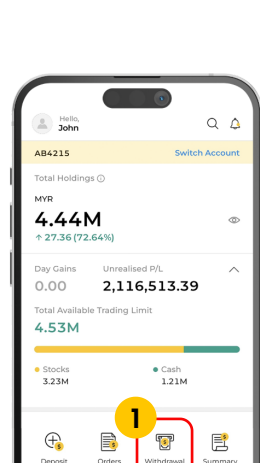 Hello,
John
AB4215 Switch Account
Total Holdings
MYR
4.44M
↑ 27.36 (72.64%)
Day Gains Unrealised P/L
0.00 2,116,513.39
Total Available Trading Limit
4.53M
Stocks Cash
3.23M 1.21M
1
Deposit Orders Withdrawal Summary